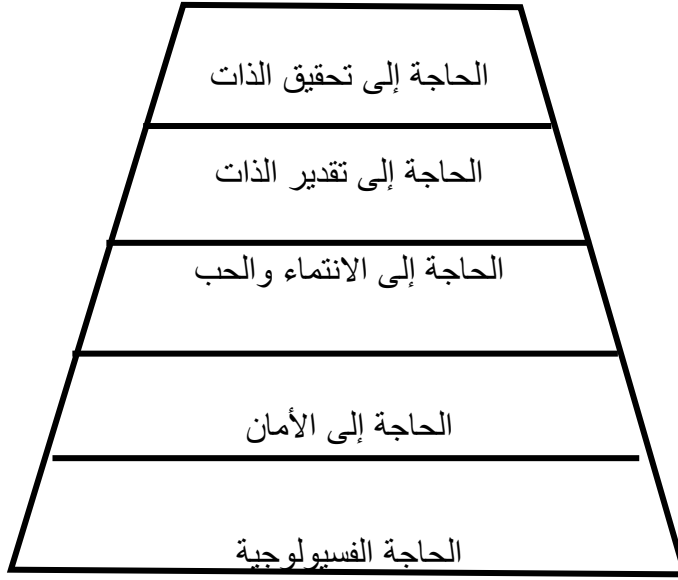 الحاجة إلى تحقيق الذات
الحاجة إلى تقدير الذات
الحاجة إلى الانتماء والحب
الحاجة إلى الأمان
الحاجة الفسيولوجية